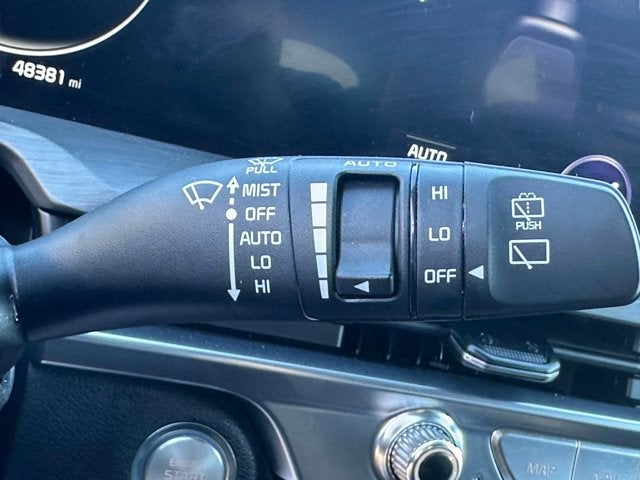 48381 mi
AUTO
PULL
MIST
OFF
AUTO
LO
HI
AUTO
HI
LO
OFF
PUSH
START
MAP